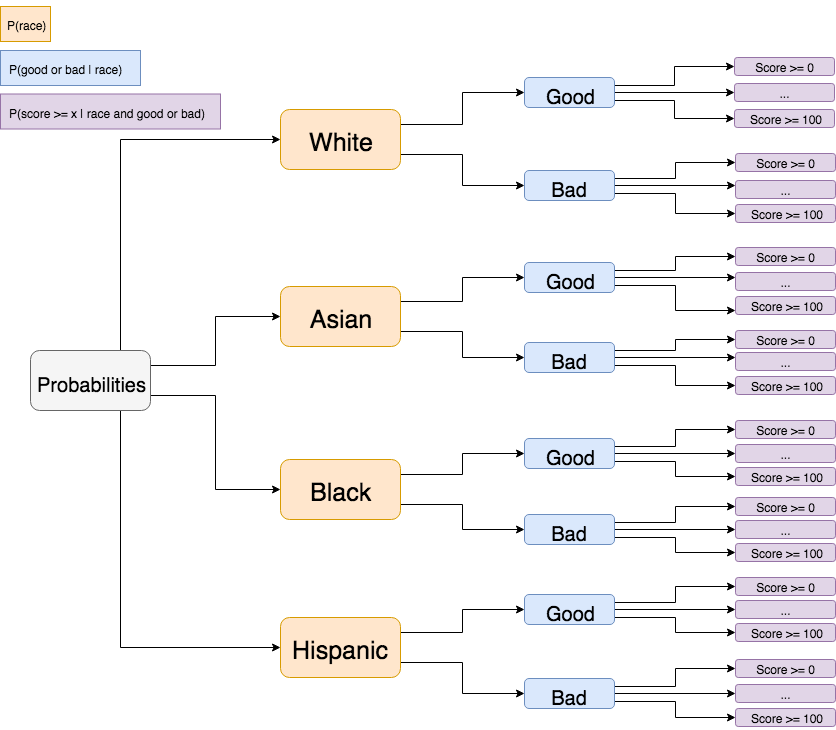 P(race)
P(good or bad | race)
P(score >= x | race and good or bad)
Probabilities
White
Good
Score >= 0
...
Score >= 100
Bad
Score >= 0
...
Score >= 100
Asian
Good
Score >= 0
...
Score >= 100
Bad
Score >= 0
...
Score >= 100
Black
Good
Score >= 0
...
Score >= 100
Bad
Score >= 0
...
Score >= 100
Hispanic
Good
Score >= 0
...
Score >= 100
Bad
Score >= 0
...
Score >= 100